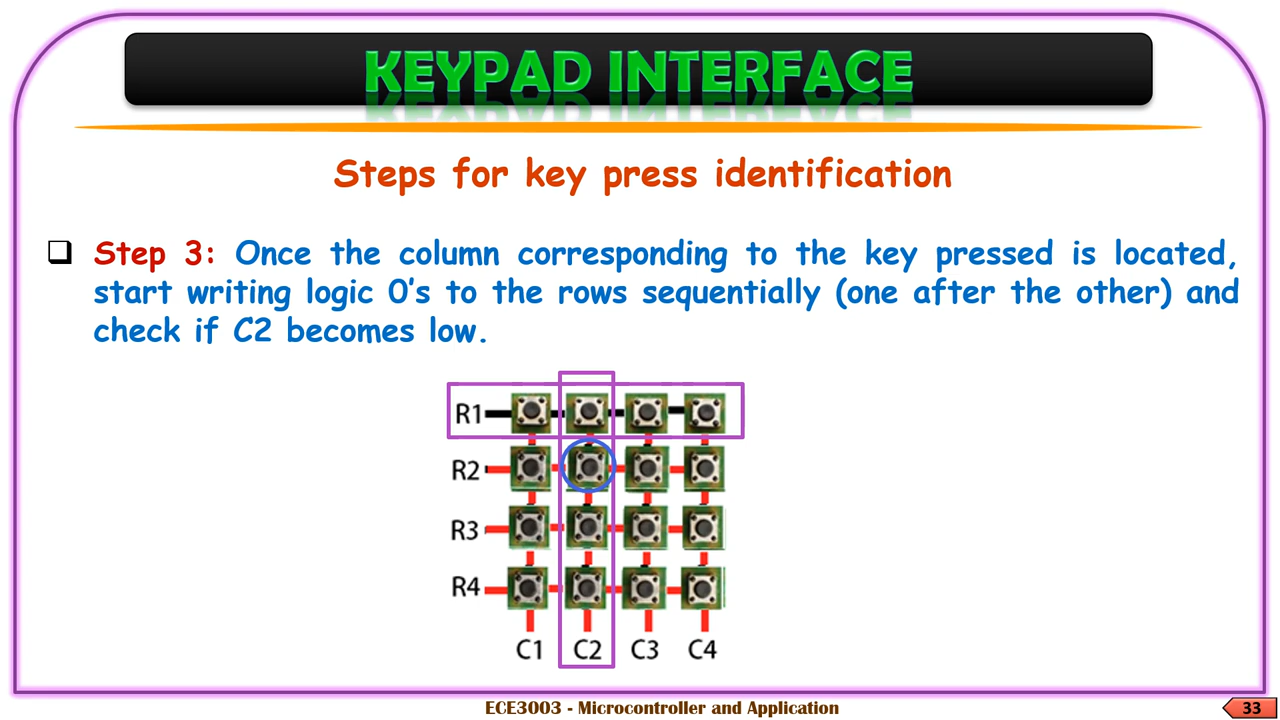 KEYPAD INTERFACE
Steps for key press identification
❑ Step 3: Once the column corresponding to the key pressed is located,
start writing logic 0’s to the rows sequentially (one after the other) and
check if C2 becomes low.
R1
R2
R3
R4
C1 C2 C3 C4
ECE3003 - Microcontroller and Application
33